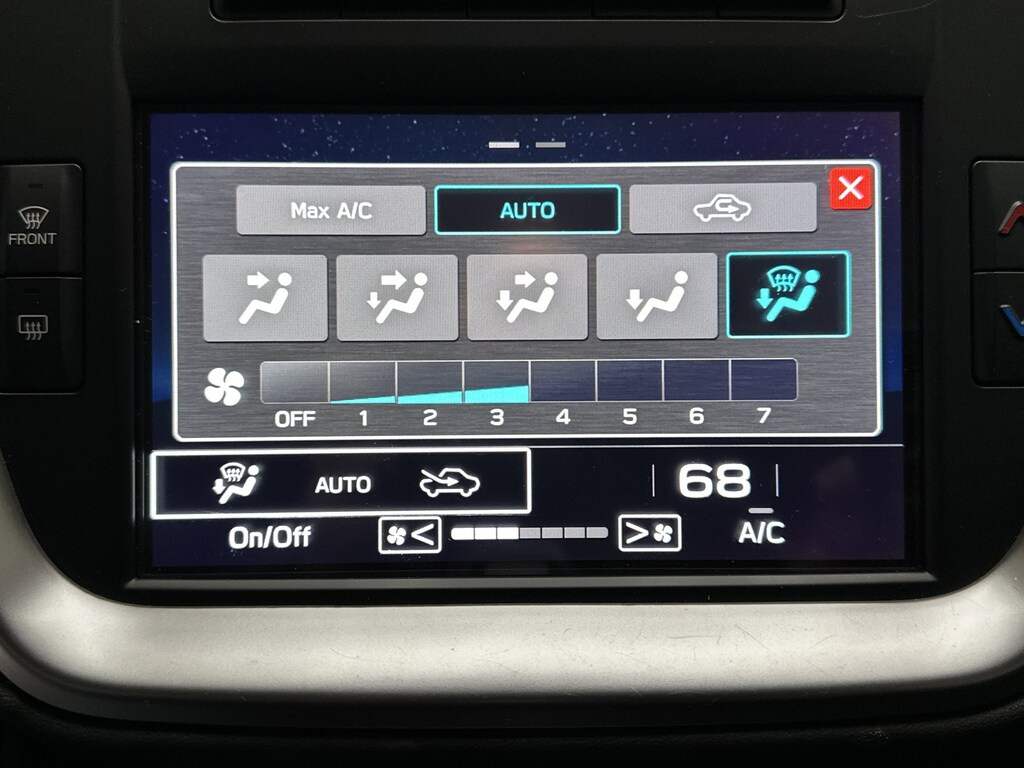 Max A/C AUTO
FRONT
OFF 1 2 3 4 5 6 7
AUTO 68
On/Off < > A/C